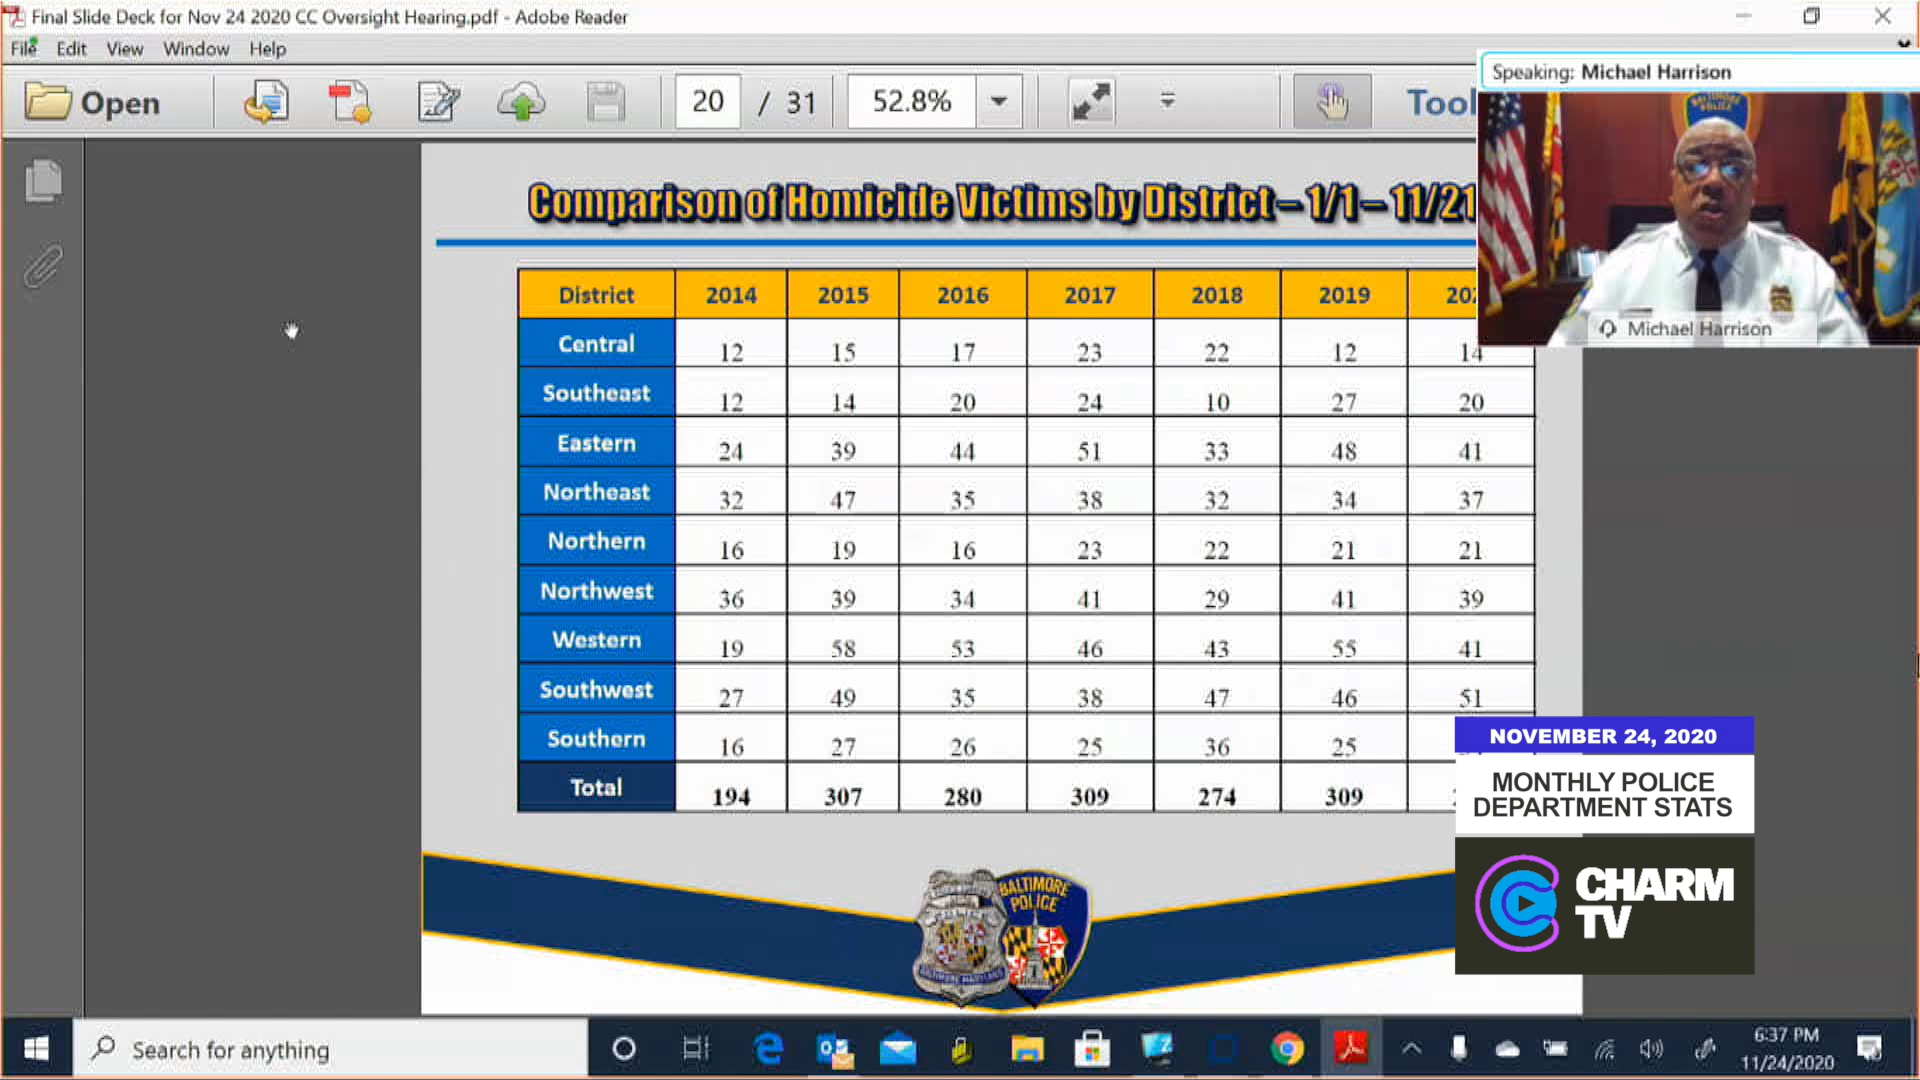 Final Slide Deck for Nov 24 2020 CC Oversight Hearing.pdf - Adobe Reader
File Edit View Window Help
Open 20 / 31 52.8%
Speaking: Michael Harrison
BALTIMORE
POLICE
Michael Harrison
Comparison of Homicide Victims by District – 1/1 – 11/21
District 2014 2015 2016 2017 2018 2019
Central 12 15 17 23 22 12 14
Southeast 12 14 20 24 10 27 20
Eastern 24 39 44 51 33 48 41
Northeast 32 47 35 38 32 34 37
Northern 16 19 16 23 22 21 21
Northwest 36 39 34 41 29 41 39
Western 19 58 53 46 43 55 41
Southwest 27 49 35 38 47 46 51
Southern 16 27 26 25 36 25
Total 194 307 280 309 274 309
NOVEMBER 24, 2020
MONTHLY POLICE
DEPARTMENT STATS
CHARM
TV
BALTIMORE
POLICE
Search for anything
6:37 PM
11/24/2020